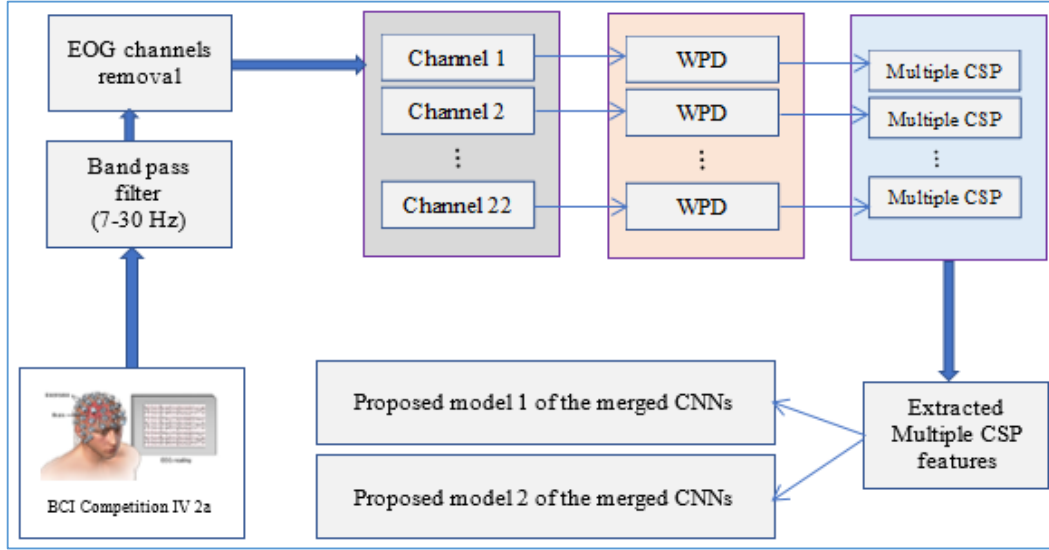 EOG channels
removal
Band pass
filter
(7-30 Hz)
BCI Competition IV 2a
Channel 1
Channel 2
⋮
Channel 22
WPD
WPD
⋮
WPD
Multiple CSP
Multiple CSP
⋮
Multiple CSP
Extracted
Multiple CSP
features
Proposed model 1 of the merged CNNs
Proposed model 2 of the merged CNNs